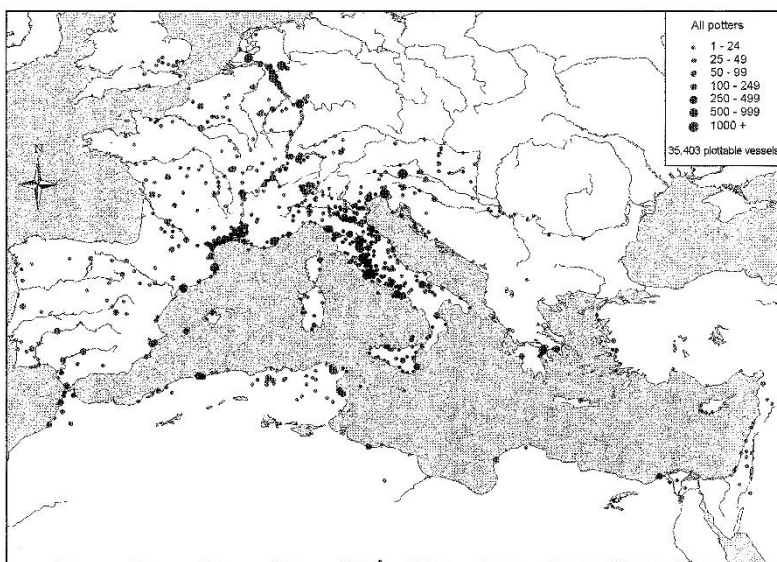 All potters
1 - 24
25 - 49
50 - 99
100 - 249
250 - 499
500 - 999
1000 +
35,403 plottable vessels
N